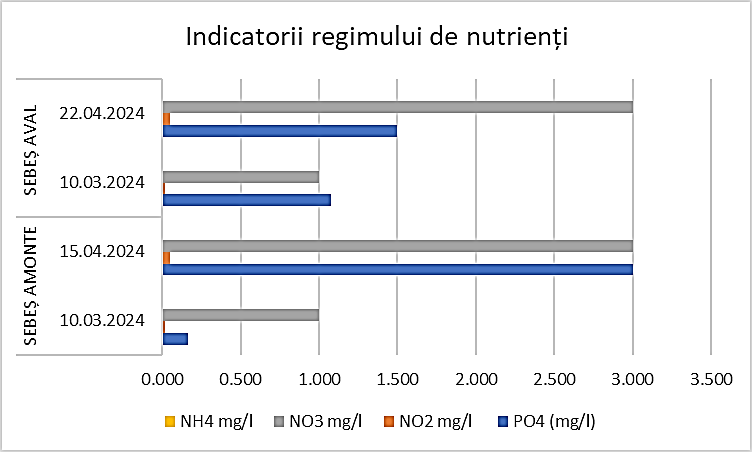 Indicatorii regimului de nutrienți
SEBEȘ AVAL
22.04.2024
10.03.2024
SEBEȘ AMONTE
15.04.2024
10.03.2024
0.000 0.500 1.000 1.500 2.000 2.500 3.000 3.500
NH4 mg/l NO3 mg/l NO2 mg/l PO4 (mg/l)